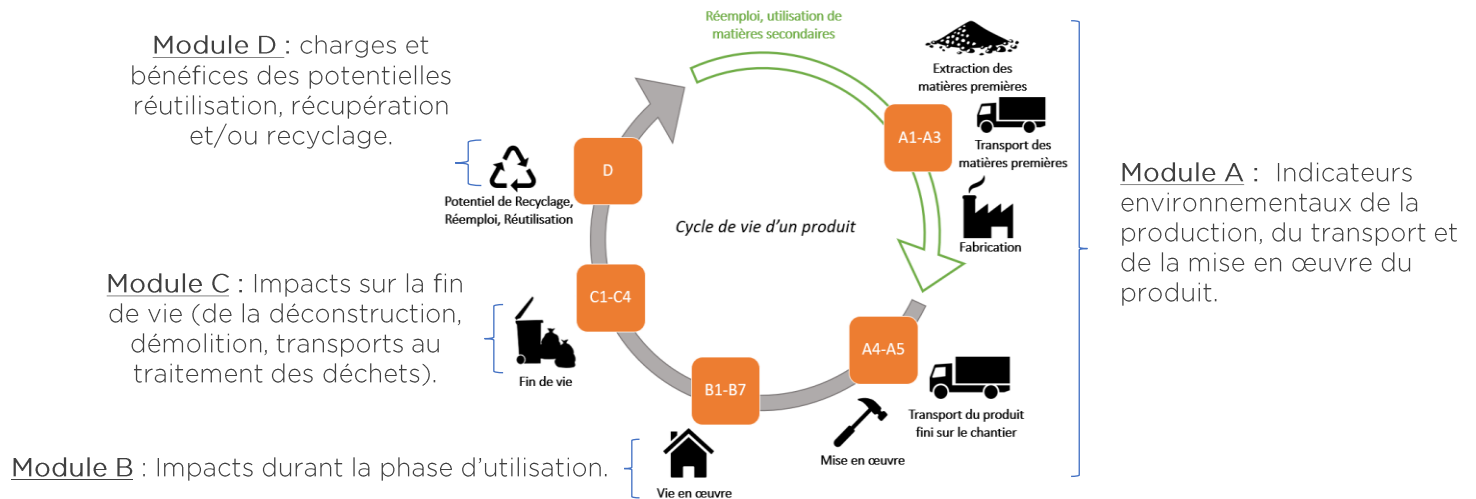 Module D : charges et
bénéfices des potentielles
réutilisation, récupération
et/ou recyclage.
Réemploi, utilisation de
matières secondaires
Extraction des
matières premières
A1-A3
Transport des
matières premières
Fabrication
D
Potentiel de Recyclage,
Réemploi, Réutilisation
Cycle de vie d'un produit
Module A : Indicateurs
environnementaux de la
production, du transport et
de la mise en œuvre du
produit.
Module C : Impacts sur la fin
de vie (de la déconstruction,
démolition, transports au
traitement des déchets).
C1-C4
Fin de vie
A4-A5
Transport du produit
fini sur le chantier
B1-B7
Mise en œuvre
Module B : Impacts durant la phase d'utilisation.
Vie en œuvre